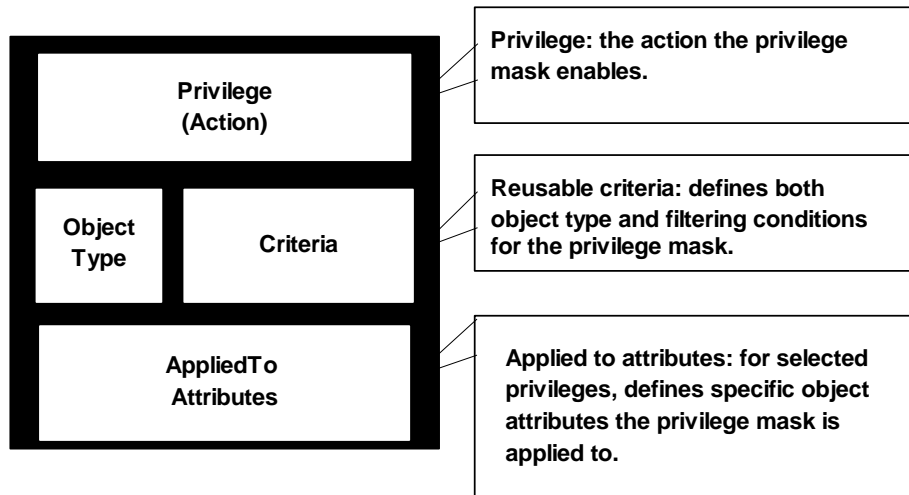 Privilege
(Action)
Privilege: the action the privilege
mask enables.
Object
Type
Criteria
Reusable criteria: defines both
object type and filtering conditions
for the privilege mask.
AppliedTo
Attributes
Applied to attributes: for selected
privileges, defines specific object
attributes the privilege mask is
applied to.